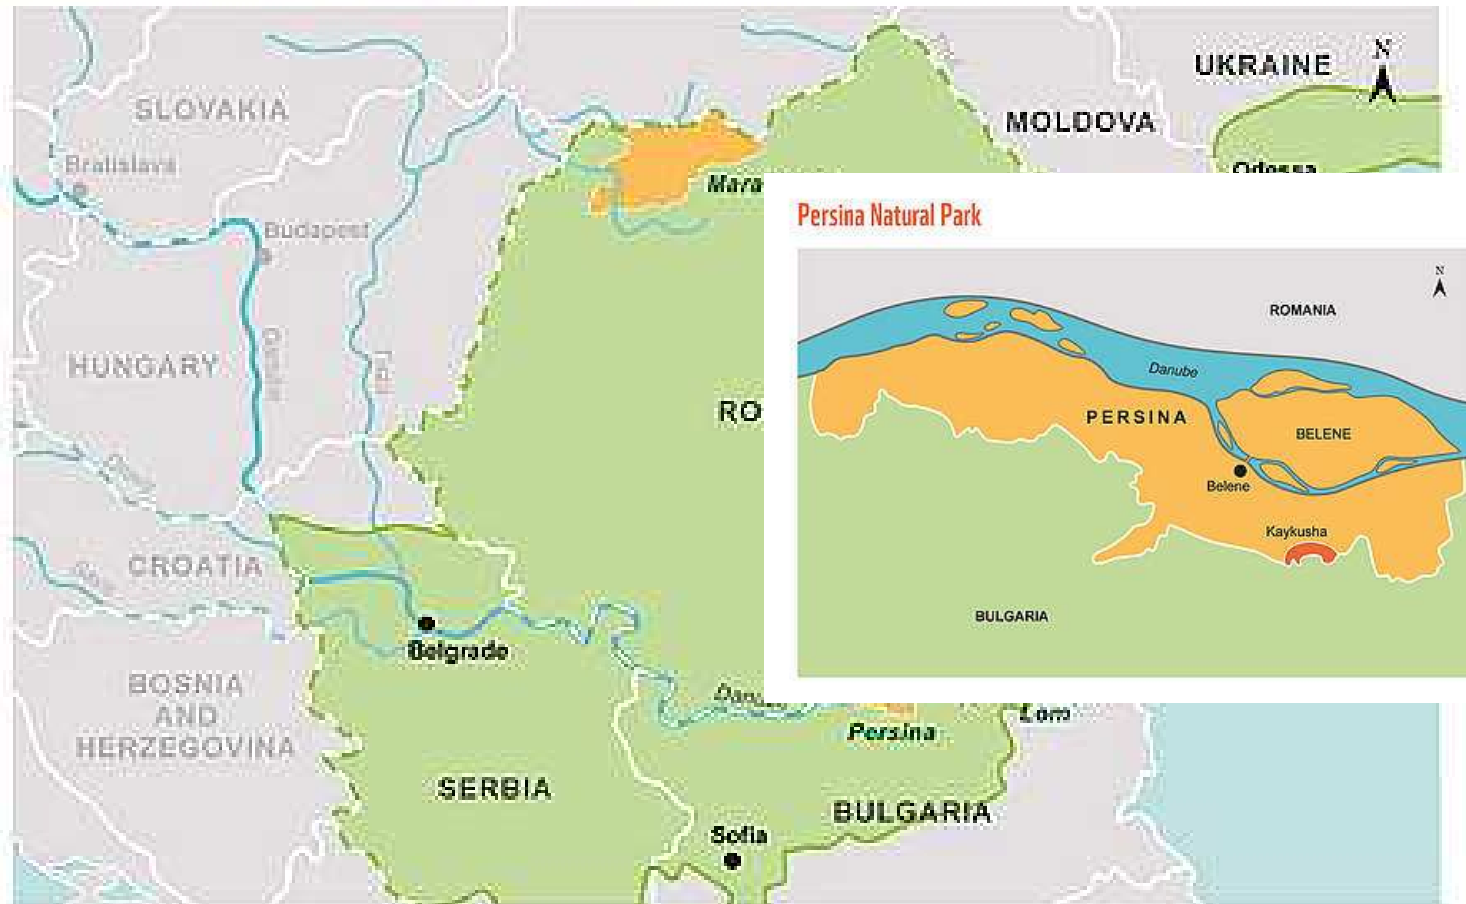 UKRAINE
N
SLOVAKIA
MOLDOVA
Bratislava
Odessa
Mara
Persina Natural Park
Budapest
N
ROMANIA
HUNGARY
Danube
PERSINA
RO
BELENE
Belene
Kaykusha
CROATIA
BULGARIA
Belgrade
BOSNIA
AND
HERZEGOVINA
Lom
Persina
SERBIA
BULGARIA
Sofia